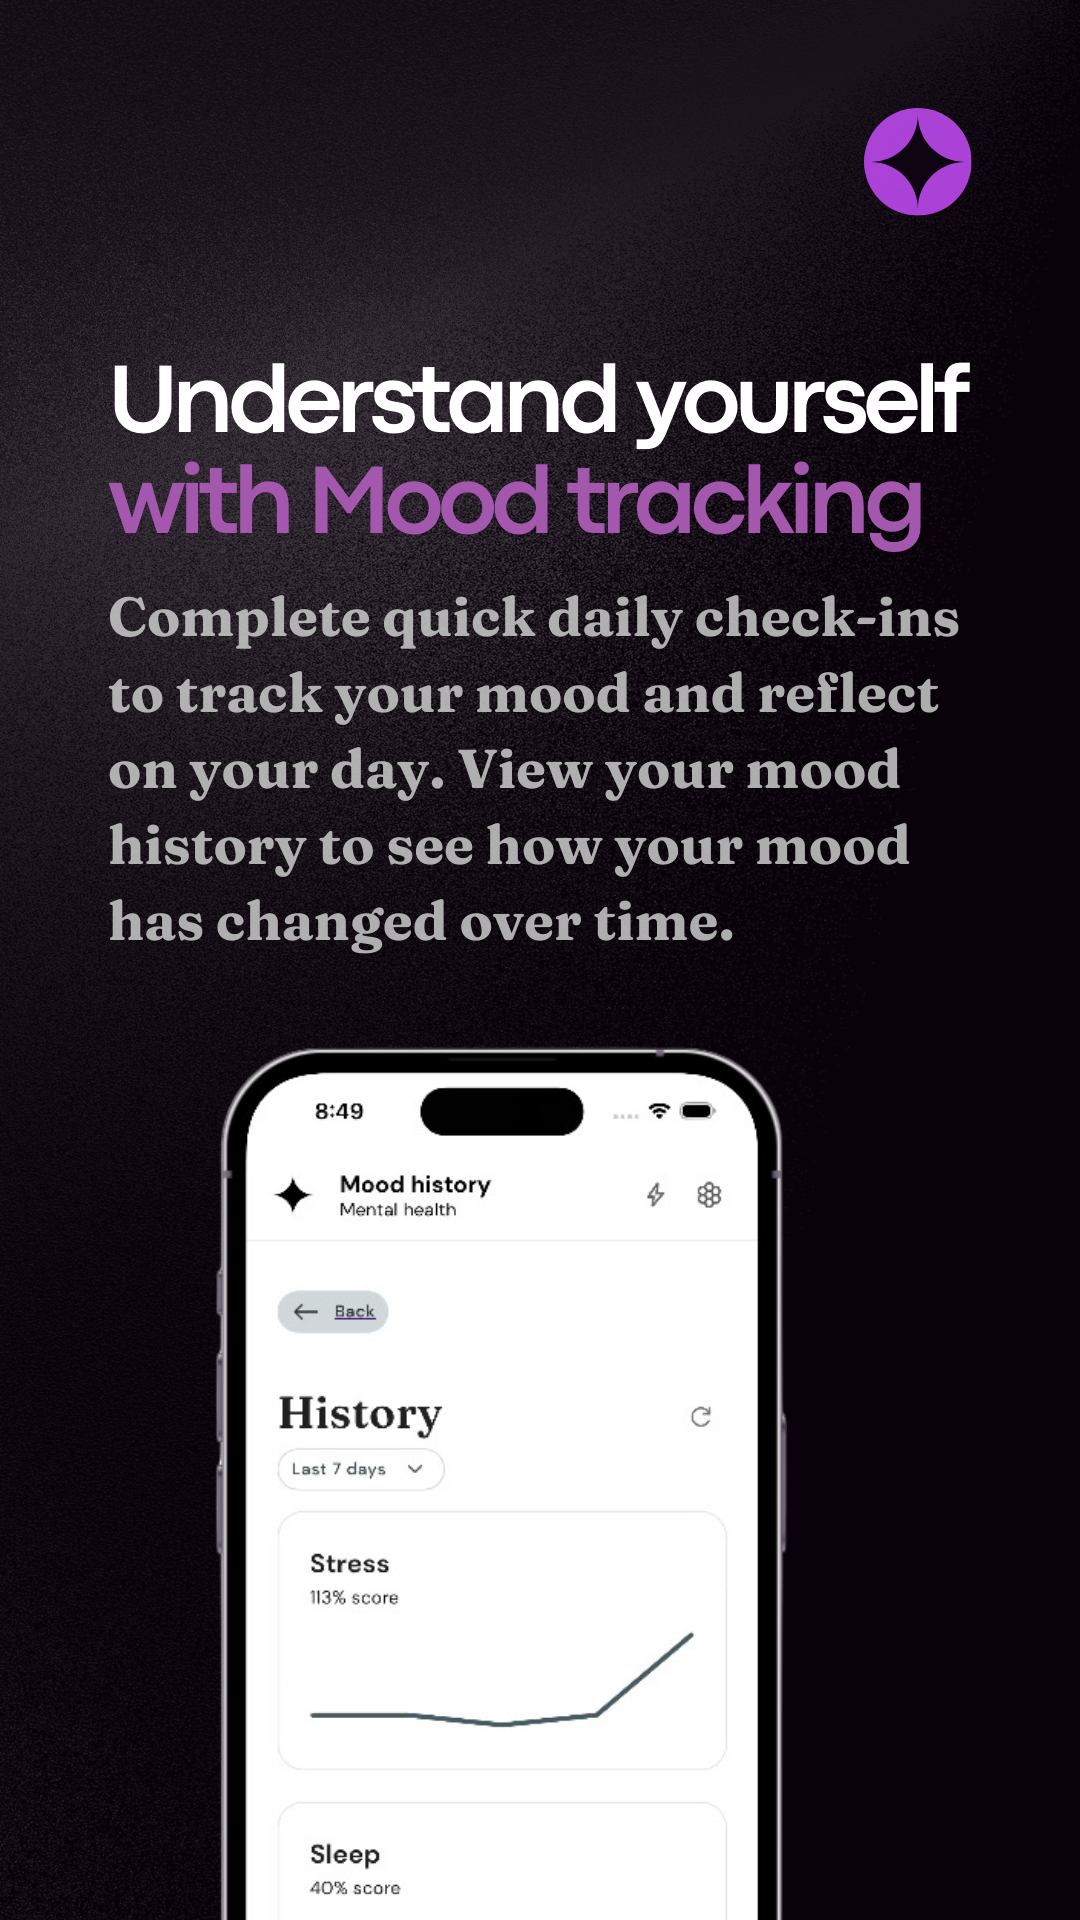 Understand yourself
with Mood tracking
Complete quick daily check-ins
to track your mood and reflect
on your day. View your mood
history to see how your mood
has changed over time.
8:49
Mood history
Mental health
Back
History
Last 7 days
Stress
113% score
Sleep
40% score